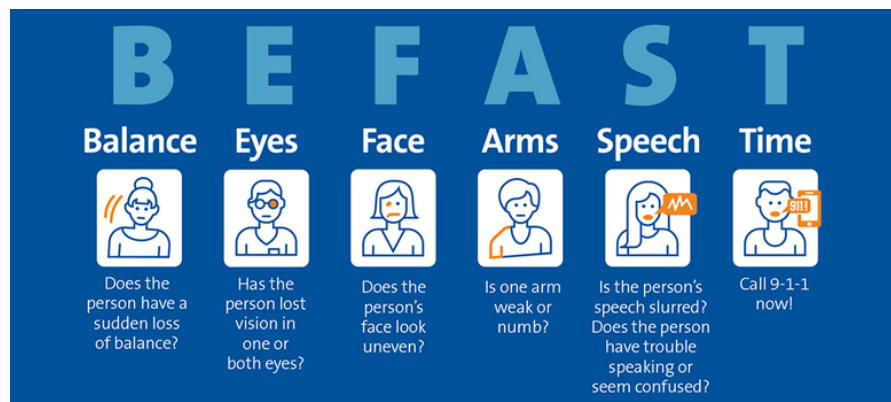 B E F A S T
Balance Eyes Face Arms Speech Time
911!
Does the
person have a
sudden loss
of balance?
Has the
person lost
vision in
one or
both eyes?
Does the
person's
face look
uneven?
Is one arm
weak or
numb?
Is the person's
speech slurred?
Does the person
have trouble
speaking or
seem confused?
Call 9-1-1
now!